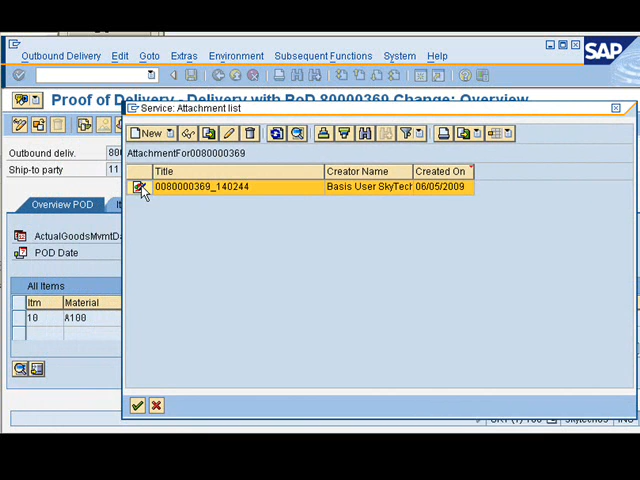 Outbound Delivery Edit Goto Extras Environment Subsequent Functions System Help
SAP
Proof of Delivery - Delivery with PoD 80000369 Change: Overview
Service: Attachment list
New
Outbound deliv.
AttachmentFor0080000369
Ship-to party 11
Title Creator Name Created On
0080000369_140244 Basis User SkyTech 06/05/2009
Overview POD
ActualGoodsMvmtDa
POD Date
All Items
Itm Material
10 A100